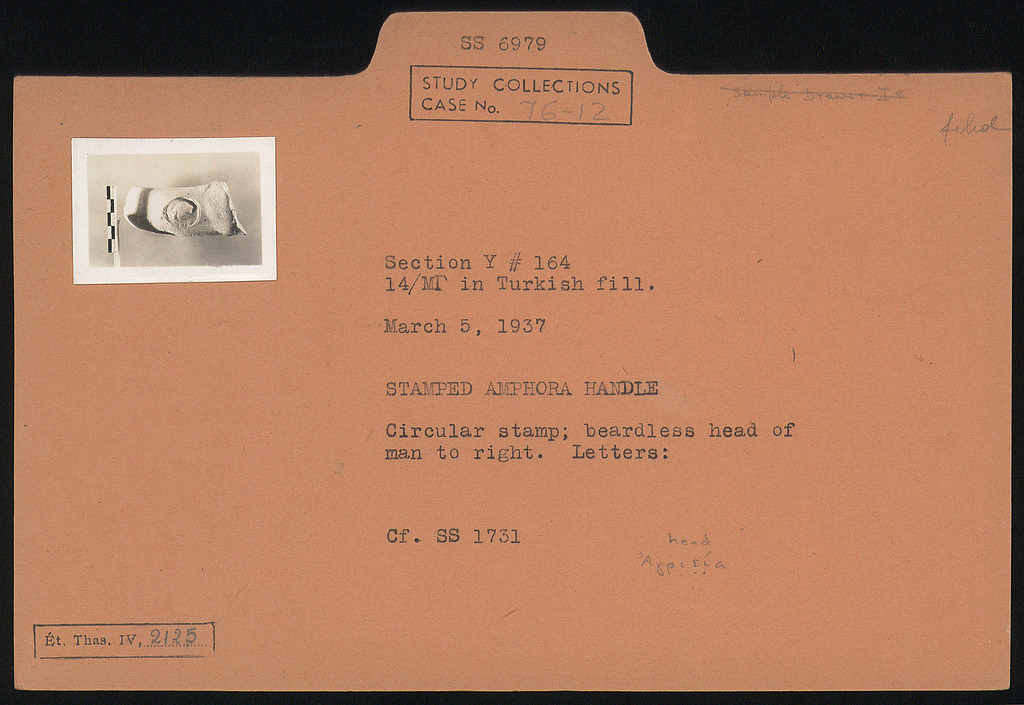 SS 6979
STUDY COLLECTIONS
CASE No. 76-12
Sample Drawer
filed
Section Y # 164
14/ΜΓ in Turkish fill.
March 5, 1937
STAMPED AMPHORA HANDLE
Circular stamp; beardless head of
man to right. Letters:
Cf. SS 1731
head
Ét. Thas. IV, 2125